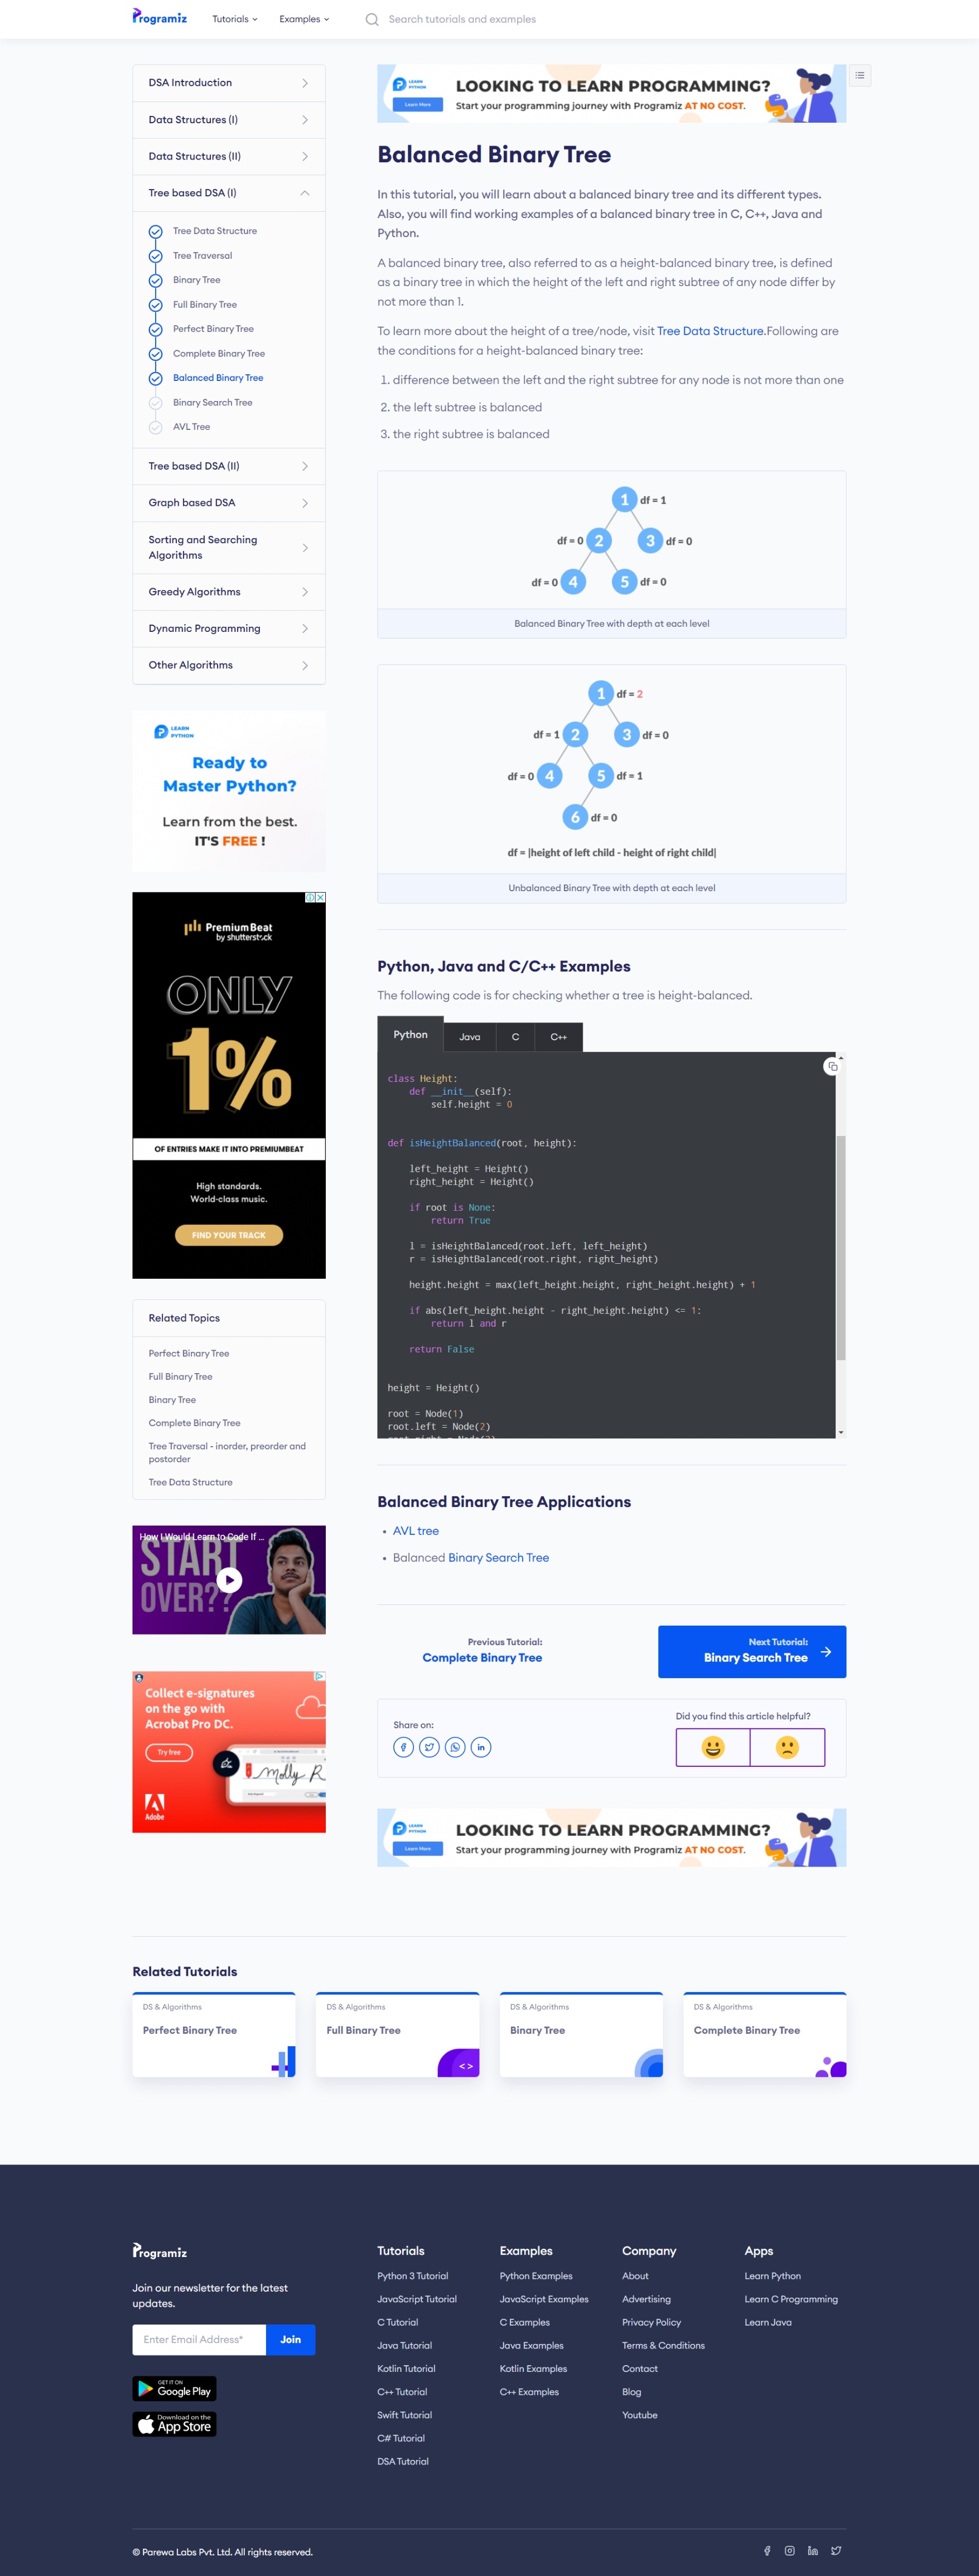 Programiz
Tutorials
Examples
Search tutorials and examples
DSA Introduction
Data Structures (I)
Data Structures (II)
Tree based DSA (I)
Tree Data Structure
Tree Traversal
Binary Tree
Full Binary Tree
Perfect Binary Tree
Complete Binary Tree
Balanced Binary Tree
Binary Search Tree
AVL Tree
Tree based DSA (II)
Graph based DSA
Sorting and Searching
Algorithms
Greedy Algorithms
Dynamic Programming
Other Algorithms
LEARN
PYTHON
Ready to
Master Python?
Learn from the best.
IT'S FREE !
PremiumBeat
by shutterstock
ONLY
1%
OF ENTRIES MAKE IT INTO PREMIUMBEAT
High standards.
World-class music.
FIND YOUR TRACK
Related Topics
Perfect Binary Tree
Full Binary Tree
Binary Tree
Complete Binary Tree
Tree Traversal - inorder, preorder and
postorder
Tree Data Structure
How I Would Learn to Code If ...
START
OVER??
Collect e-signatures
on the go with
Acrobat Pro DC.
Try free
Molly R
Adobe
LEARN
PYTHON
Learn More
LOOKING TO LEARN PROGRAMMING?
Start your programming journey with Programiz AT NO COST.
Balanced Binary Tree
In this tutorial, you will learn about a balanced binary tree and its different types.
Also, you will find working examples of a balanced binary tree in C, C++, Java and
Python.
A balanced binary tree, also referred to as a height-balanced binary tree, is defined
as a binary tree in which the height of the left and right subtree of any node differ by
not more than 1.
To learn more about the height of a tree/node, visit Tree Data Structure.Following are
the conditions for a height-balanced binary tree:
1. difference between the left and the right subtree for any node is not more than one
2. the left subtree is balanced
3. the right subtree is balanced
1 df = 1
df = 0 2 3 df = 0
df = 0 4 5 df = 0
Balanced Binary Tree with depth at each level
1 df = 2
df = 1 2 3 df = 0
df = 0 4 5 df = 1
6 df = 0
df = |height of left child - height of right child|
Unbalanced Binary Tree with depth at each level
Python, Java and C/C++ Examples
The following code is for checking whether a tree is height-balanced.
Python
Java
C
C++
class Height:
    def __init__(self):
        self.height = 0
def isHeightBalanced(root, height):
    left_height = Height()
    right_height = Height()
    if root is None:
        return True
    l = isHeightBalanced(root.left, left_height)
    r = isHeightBalanced(root.right, right_height)
    height.height = max(left_height.height, right_height.height) + 1
    if abs(left_height.height - right_height.height) <= 1:
        return l and r
    return False
height = Height()
root = Node(1)
root.left = Node(2)
Balanced Binary Tree Applications
• AVL tree
• Balanced Binary Search Tree
Previous Tutorial:
Complete Binary Tree
Next Tutorial:
Binary Search Tree
Share on:
Did you find this article helpful?
LEARN
PYTHON
Learn More
LOOKING TO LEARN PROGRAMMING?
Start your programming journey with Programiz AT NO COST.
Related Tutorials
DS & Algorithms
Perfect Binary Tree
DS & Algorithms
Full Binary Tree
< >
DS & Algorithms
Binary Tree
DS & Algorithms
Complete Binary Tree
Programiz
Join our newsletter for the latest
updates.
Enter Email Address*
Join
GET IT ON
Google Play
Download on the
App Store
Tutorials
Python 3 Tutorial
JavaScript Tutorial
C Tutorial
Java Tutorial
Kotlin Tutorial
C++ Tutorial
Swift Tutorial
C# Tutorial
DSA Tutorial
Examples
Python Examples
JavaScript Examples
C Examples
Java Examples
Kotlin Examples
C++ Examples
Company
About
Advertising
Privacy Policy
Terms & Conditions
Contact
Blog
Youtube
Apps
Learn Python
Learn C Programming
Learn Java
© Parewa Labs Pvt. Ltd. All rights reserved.